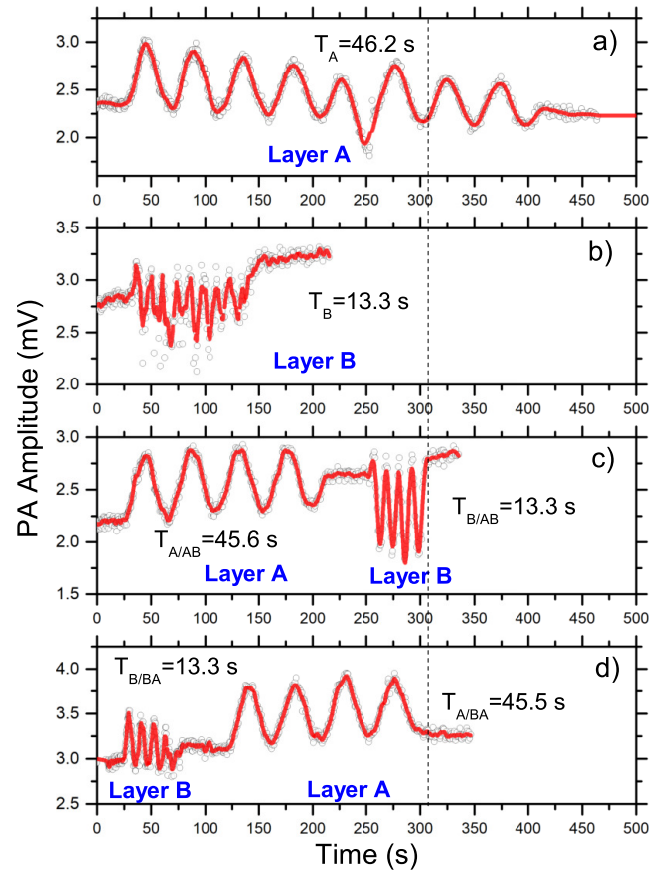 PA Amplitude (mV)
a)
T_A=46.2 s
Layer A
3.0
2.5
2.0
0 50 100 150 200 250 300 350 400 450 500
b)
T_B=13.3 s
Layer B
3.5
3.0
2.5
2.0
0 50 100 150 200 250 300 350 400 450 500
c)
T_A/AB=45.6 s
T_B/AB=13.3 s
Layer A
Layer B
3.0
2.5
2.0
1.5
0 50 100 150 200 250 300 350 400 450 500
d)
T_B/BA=13.3 s
T_A/BA=45.5 s
Layer B
Layer A
4.0
3.5
3.0
2.5
0 50 100 150 200 250 300 350 400 450 500
Time (s)